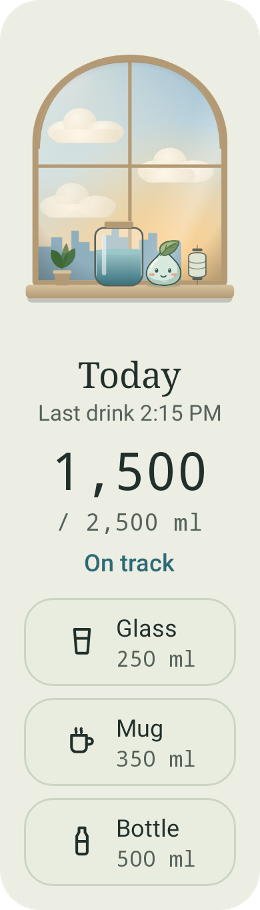 Today
Last drink 2:15 PM
1,500
/ 2,500 ml
On track
Glass
250 ml
Mug
350 ml
Bottle
500 ml